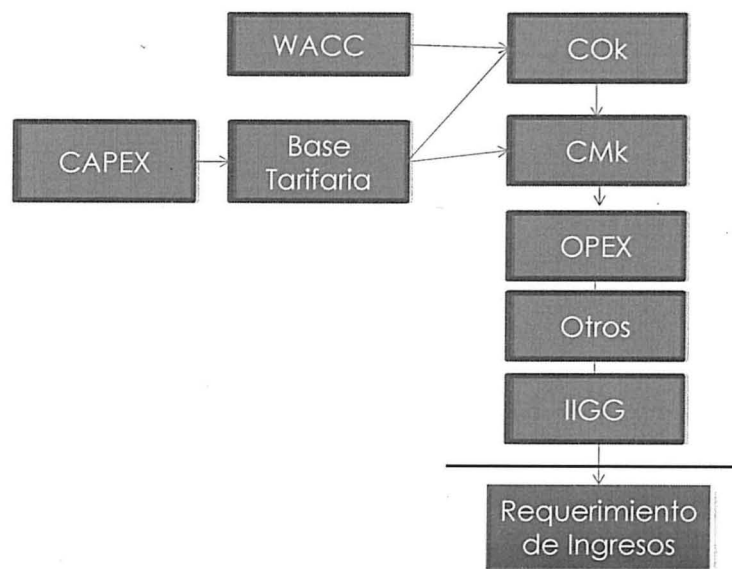 WACC
COk
CAPEX
Base
Tarifaria
CMk
OPEX
Otros
IIGG
Requerimiento
de Ingresos